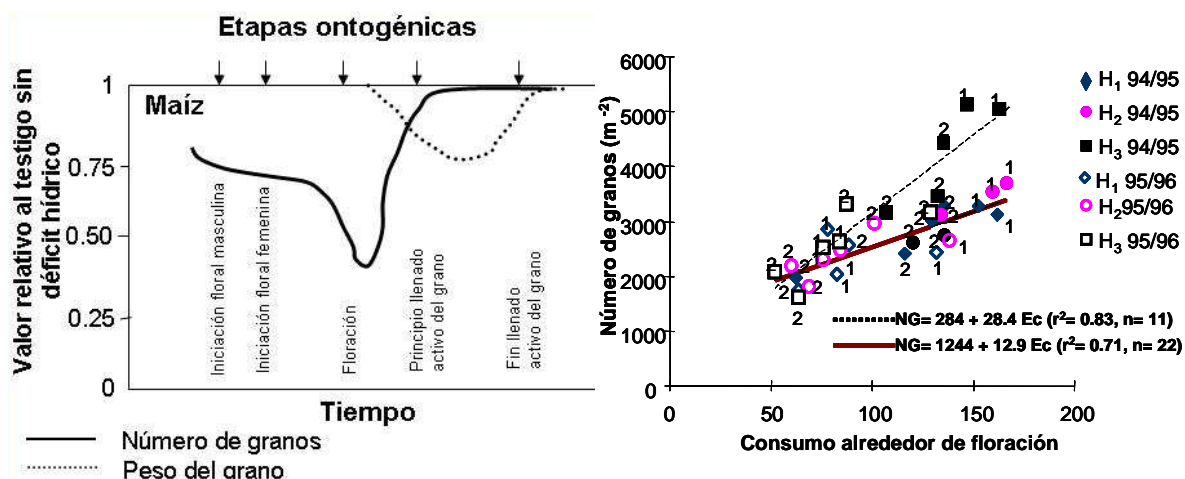 Etapas ontogénicas
Valor relativo al testigo sin
déficit hídrico
1
0.75
0.50
0.25
0
Maíz
Iniciación floral masculina
Iniciación floral femenina
Floración
Principio llenado
activo del grano
Fin llenado
activo del grano
Tiempo
Número de granos
Peso del grano
Número de granos (m -2)
6000
5000
4000
3000
2000
1000
0
0
50
100
150
200
Consumo alrededor de floración
H1 94/95
H2 94/95
H3 94/95
H1 95/96
H2 95/96
H3 95/96
NG= 284 + 28.4 Ec (r2= 0.83, n= 11)
NG= 1244 + 12.9 Ec (r2= 0.71, n= 22)